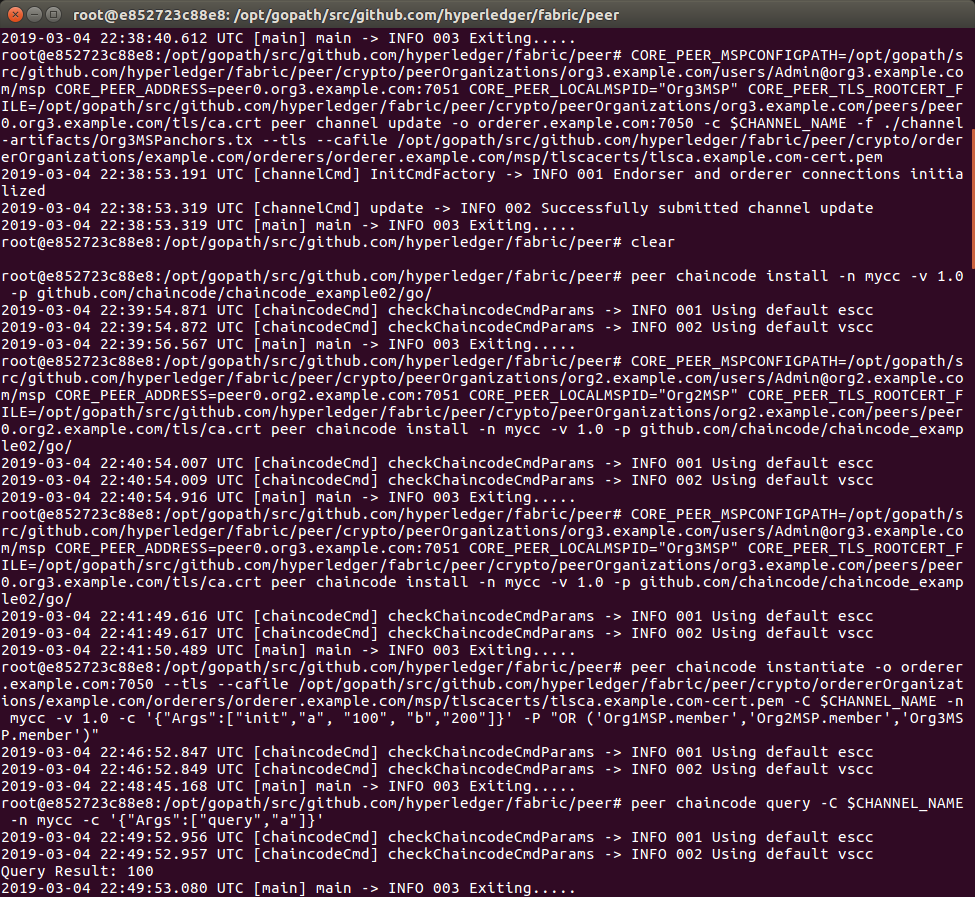 root@e852723c88e8: /opt/gopath/src/github.com/hyperledger/fabric/peer
2019-03-04 22:38:40.612 UTC [main] main -> INFO 003 Exiting.....
root@e852723c88e8:/opt/gopath/src/github.com/hyperledger/fabric/peer# CORE_PEER_MSPCONFIGPATH=/opt/gopath/s
rc/github.com/hyperledger/fabric/peer/crypto/peerOrganizations/org3.example.com/users/Admin@org3.example.co
m/msp CORE_PEER_ADDRESS=peer0.org3.example.com:7051 CORE_PEER_LOCALMSPID="Org3MSP" CORE_PEER_TLS_ROOTCERT_F
ILE=/opt/gopath/src/github.com/hyperledger/fabric/peer/crypto/peerOrganizations/org3.example.com/peers/peer
0.org3.example.com/tls/ca.crt peer channel update -o orderer.example.com:7050 -c $CHANNEL_NAME -f ./channel
-artifacts/Org3MSPanchors.tx --tls --cafile /opt/gopath/src/github.com/hyperledger/fabric/peer/crypto/order
erOrganizations/example.com/orderers/orderer.example.com/msp/tlscacerts/tlsca.example.com-cert.pem
2019-03-04 22:38:53.191 UTC [channelCmd] InitCmdFactory -> INFO 001 Endorser and orderer connections initia
lized
2019-03-04 22:38:53.319 UTC [channelCmd] update -> INFO 002 Successfully submitted channel update
2019-03-04 22:38:53.319 UTC [main] main -> INFO 003 Exiting.....
root@e852723c88e8:/opt/gopath/src/github.com/hyperledger/fabric/peer# clear
root@e852723c88e8:/opt/gopath/src/github.com/hyperledger/fabric/peer# peer chaincode install -n mycc -v 1.0
-p github.com/chaincode/chaincode_example02/go/
2019-03-04 22:39:54.871 UTC [chaincodeCmd] checkChaincodeCmdParams -> INFO 001 Using default escc
2019-03-04 22:39:54.872 UTC [chaincodeCmd] checkChaincodeCmdParams -> INFO 002 Using default vscc
2019-03-04 22:39:56.567 UTC [main] main -> INFO 003 Exiting.....
root@e852723c88e8:/opt/gopath/src/github.com/hyperledger/fabric/peer# CORE_PEER_MSPCONFIGPATH=/opt/gopath/s
rc/github.com/hyperledger/fabric/peer/crypto/peerOrganizations/org2.example.com/users/Admin@org2.example.co
m/msp CORE_PEER_ADDRESS=peer0.org2.example.com:7051 CORE_PEER_LOCALMSPID="Org2MSP" CORE_PEER_TLS_ROOTCERT_F
ILE=/opt/gopath/src/github.com/hyperledger/fabric/peer/crypto/peerOrganizations/org2.example.com/peers/peer
0.org2.example.com/tls/ca.crt peer chaincode install -n mycc -v 1.0 -p github.com/chaincode/chaincode_examp
le02/go/
2019-03-04 22:40:54.007 UTC [chaincodeCmd] checkChaincodeCmdParams -> INFO 001 Using default escc
2019-03-04 22:40:54.009 UTC [chaincodeCmd] checkChaincodeCmdParams -> INFO 002 Using default vscc
2019-03-04 22:40:54.916 UTC [main] main -> INFO 003 Exiting.....
root@e852723c88e8:/opt/gopath/src/github.com/hyperledger/fabric/peer# CORE_PEER_MSPCONFIGPATH=/opt/gopath/s
rc/github.com/hyperledger/fabric/peer/crypto/peerOrganizations/org3.example.com/users/Admin@org3.example.co
m/msp CORE_PEER_ADDRESS=peer0.org3.example.com:7051 CORE_PEER_LOCALMSPID="Org3MSP" CORE_PEER_TLS_ROOTCERT_F
ILE=/opt/gopath/src/github.com/hyperledger/fabric/peer/crypto/peerOrganizations/org3.example.com/peers/peer
0.org3.example.com/tls/ca.crt peer chaincode install -n mycc -v 1.0 -p github.com/chaincode/chaincode_examp
le02/go/
2019-03-04 22:41:49.616 UTC [chaincodeCmd] checkChaincodeCmdParams -> INFO 001 Using default escc
2019-03-04 22:41:49.617 UTC [chaincodeCmd] checkChaincodeCmdParams -> INFO 002 Using default vscc
2019-03-04 22:41:50.489 UTC [main] main -> INFO 003 Exiting.....
root@e852723c88e8:/opt/gopath/src/github.com/hyperledger/fabric/peer# peer chaincode instantiate -o orderer
.example.com:7050 --tls --cafile /opt/gopath/src/github.com/hyperledger/fabric/peer/crypto/ordererOrganizat
ions/example.com/orderers/orderer.example.com/msp/tlscacerts/tlsca.example.com-cert.pem -C $CHANNEL_NAME -n
mycc -v 1.0 -c '{"Args":["init","a", "100", "b","200"]}' -P "OR ('Org1MSP.member','Org2MSP.member','Org3MS
P.member')"
2019-03-04 22:46:52.847 UTC [chaincodeCmd] checkChaincodeCmdParams -> INFO 001 Using default escc
2019-03-04 22:46:52.849 UTC [chaincodeCmd] checkChaincodeCmdParams -> INFO 002 Using default vscc
2019-03-04 22:48:45.168 UTC [main] main -> INFO 003 Exiting.....
root@e852723c88e8:/opt/gopath/src/github.com/hyperledger/fabric/peer# peer chaincode query -C $CHANNEL_NAME
-n mycc -c '{"Args":["query","a"]}'
2019-03-04 22:49:52.956 UTC [chaincodeCmd] checkChaincodeCmdParams -> INFO 001 Using default escc
2019-03-04 22:49:52.957 UTC [chaincodeCmd] checkChaincodeCmdParams -> INFO 002 Using default vscc
Query Result: 100
2019-03-04 22:49:53.080 UTC [main] main -> INFO 003 Exiting.....